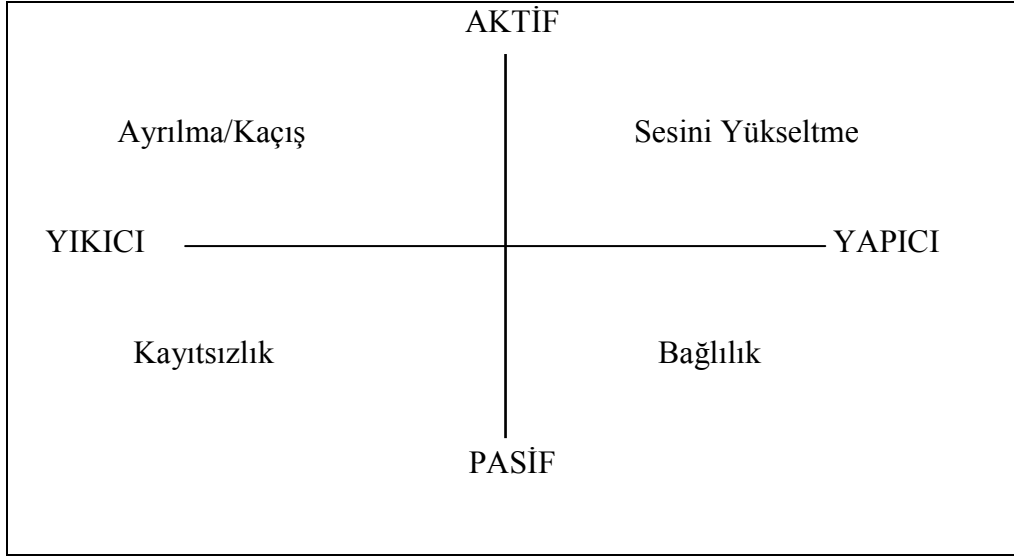 AKTİF
Ayrılma/Kaçış Sesini Yükseltme
YIKICI YAPICI
Kayıtsızlık Bağlılık
PASİF